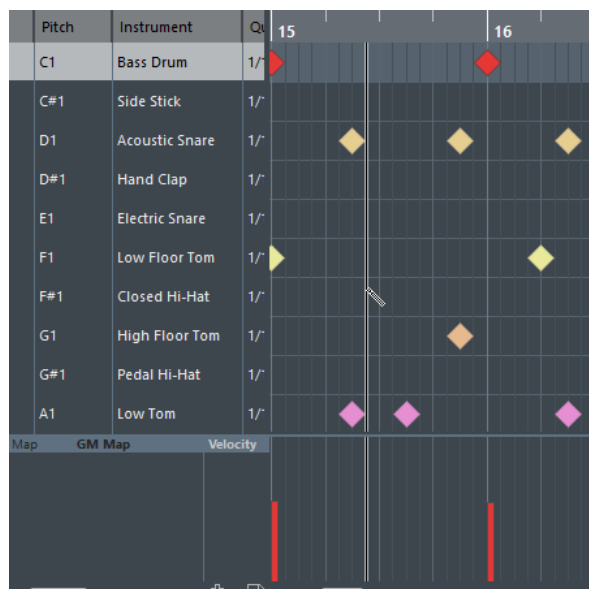 Pitch Instrument Qu 15 16
C1 Bass Drum 1/
C#1 Side Stick 1/
D1 Acoustic Snare 1/
D#1 Hand Clap 1/
E1 Electric Snare 1/
F1 Low Floor Tom 1/
F#1 Closed Hi-Hat 1/
G1 High Floor Tom 1/
G#1 Pedal Hi-Hat 1/
A1 Low Tom 1/
Map GM Map Velocity